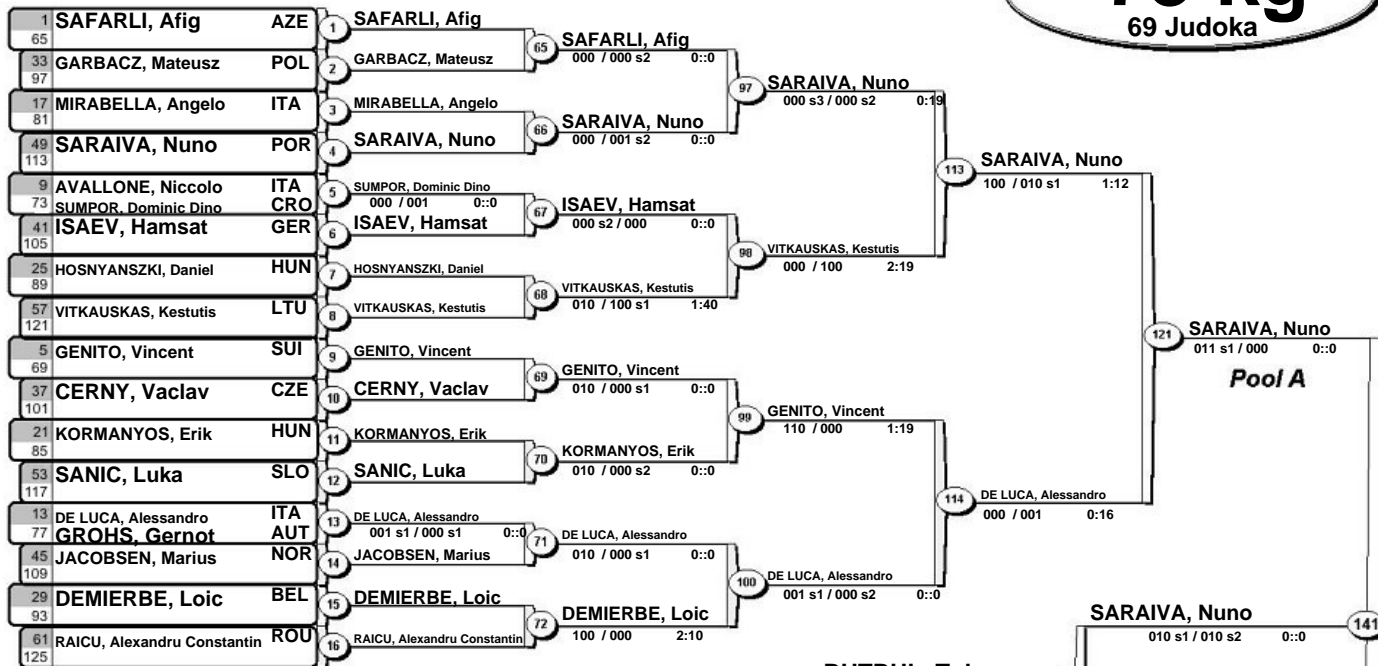 69 Judoka
1 SAFARLI, Afig AZE
65
33 GARBACZ, Mateusz POL
97
17 MIRABELLA, Angelo ITA
81
49 SARAIVA, Nuno POR
113
9 AVALLONE, Niccolo ITA
73 SUMPOR, Dominic Dino CRO
41 ISAEV, Hamsat GER
105
25 HOSNYANSZKI, Daniel HUN
89
57 VITKAUSKAS, Kestutis LTU
121
5 GENITO, Vincent SUI
69
37 CERNY, Vaclav CZE
101
21 KORMANYOS, Erik HUN
85
53 SANIC, Luka SLO
117
13 DE LUCA, Alessandro ITA
77 GROHS, Gernot AUT
45 JACOBSEN, Marius NOR
109
29 DEMIERBE, Loic BEL
93
61 RAICU, Alexandru Constantin ROU
125
1 SAFARLI, Afig
2 GARBACZ, Mateusz
3 MIRABELLA, Angelo
4 SARAIVA, Nuno
5 SUMPOR, Dominic Dino
000 / 001 0::0
6 ISAEV, Hamsat
7 HOSNYANSZKI, Daniel
8 VITKAUSKAS, Kestutis
9 GENITO, Vincent
10 CERNY, Vaclav
11 KORMANYOS, Erik
12 SANIC, Luka
13 DE LUCA, Alessandro
001 s1 / 000 s1 0::0
14 JACOBSEN, Marius
15 DEMIERBE, Loic
16 RAICU, Alexandru Constantin
65 SAFARLI, Afig
000 / 000 s2 0::0
66 SARAIVA, Nuno
000 / 001 s2 0::0
67 ISAEV, Hamsat
000 s2 / 000 0::0
68 VITKAUSKAS, Kestutis
010 / 100 s1 1:40
69 GENITO, Vincent
010 / 000 s1 0::0
70 KORMANYOS, Erik
010 / 000 s2 0::0
71 DE LUCA, Alessandro
010 / 000 s1 0::0
72 DEMIERBE, Loic
100 / 000 2:10
97 SARAIVA, Nuno
000 s3 / 000 s2 0:19
98 VITKAUSKAS, Kestutis
000 / 100 2:19
99 GENITO, Vincent
110 / 000 1:19
100 DE LUCA, Alessandro
001 s1 / 000 s2 0::0
113 SARAIVA, Nuno
100 / 010 s1 1:12
114 DE LUCA, Alessandro
000 / 001 0:16
121 SARAIVA, Nuno
011 s1 / 000 0::0
Pool A
SARAIVA, Nuno
010 s1 / 010 s2 0::0
141